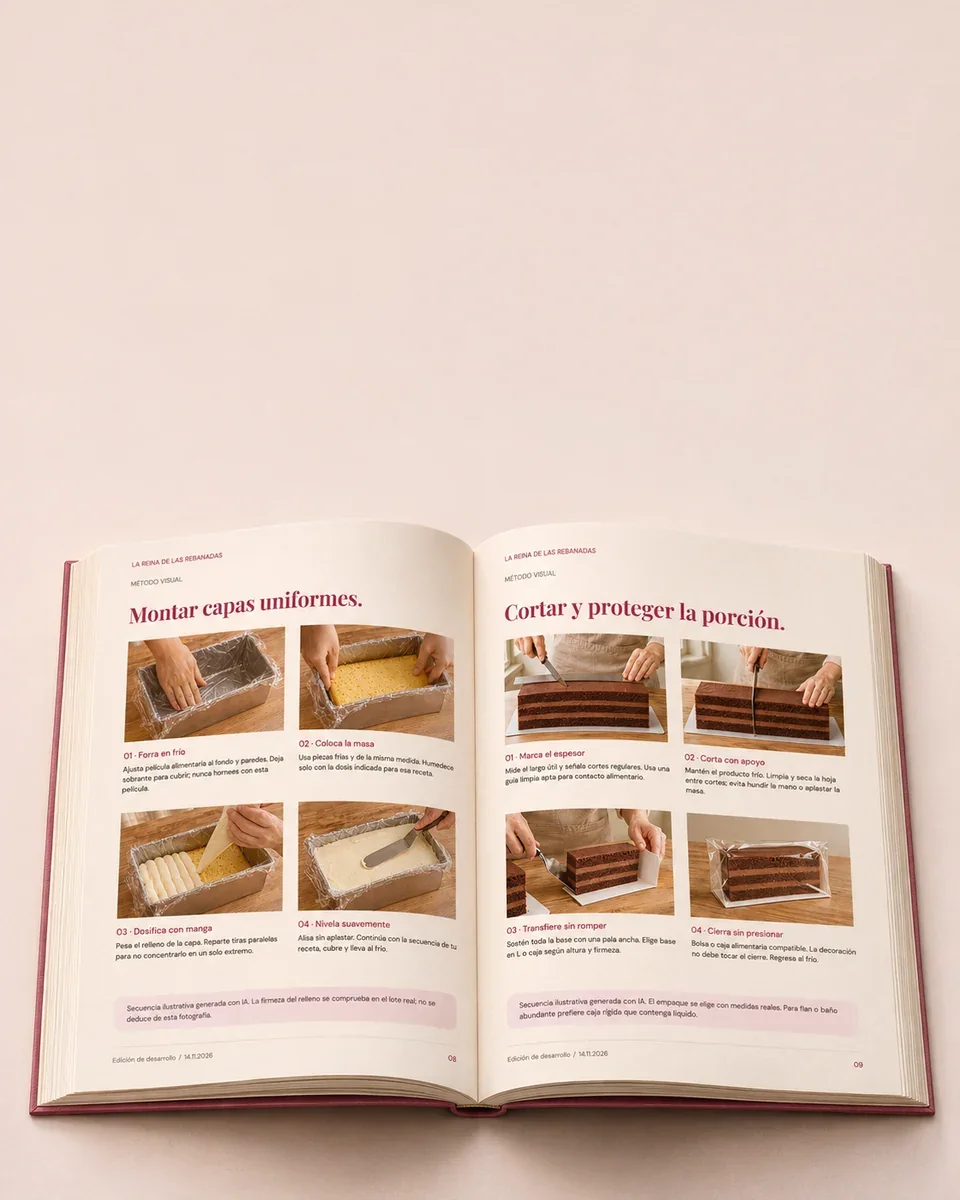 LA REINA DE LAS REBANADAS
MÉTODO VISUAL
Montar capas uniformes.
01 · Forra en frío
Ajusta película alimentaria al fondo y paredes. Deja
sobrante para cubrir; nunca hornees con esta
película.
02 · Coloca la masa
Usa piezas frías y de la misma medida. Humedece
solo con la dosis indicada para esa receta.
03 · Dosifica con manga
Pesa el relleno de la capa. Reparte tiras paralelas
para no concentrarlo en un solo extremo.
04 · Nivela suavemente
Alisa sin aplastar. Continúa con la secuencia de tu
receta, cubre y lleva al frío.
Secuencia ilustrativa generada con IA. La firmeza del relleno se comprueba en el lote real; no se
deduce de esta fotografía.
Edición de desarrollo / 14.11.2026
08
LA REINA DE LAS REBANADAS
MÉTODO VISUAL
Cortar y proteger la porción.
01 · Marca el espesor
Mide el largo útil y señala cortes regulares. Usa una
guía limpia apta para contacto alimentario.
02 · Corta con apoyo
Mantén el producto frío. Limpia y seca la hoja
entre cortes; evita hundir la mano o aplastar la
masa.
03 · Transfiere sin romper
Sostén toda la base con una pala ancha. Elige base
en L o caja según altura y firmeza.
04 · Cierra sin presionar
Bolsa o caja alimentaria compatible. La decoración
no debe tocar el cierre. Regresa al frío.
Secuencia ilustrativa generada con IA. El empaque se elige con medidas reales. Para flan o baño
abundante prefiere caja rígida que contenga líquido.
Edición de desarrollo / 14.11.2026
09